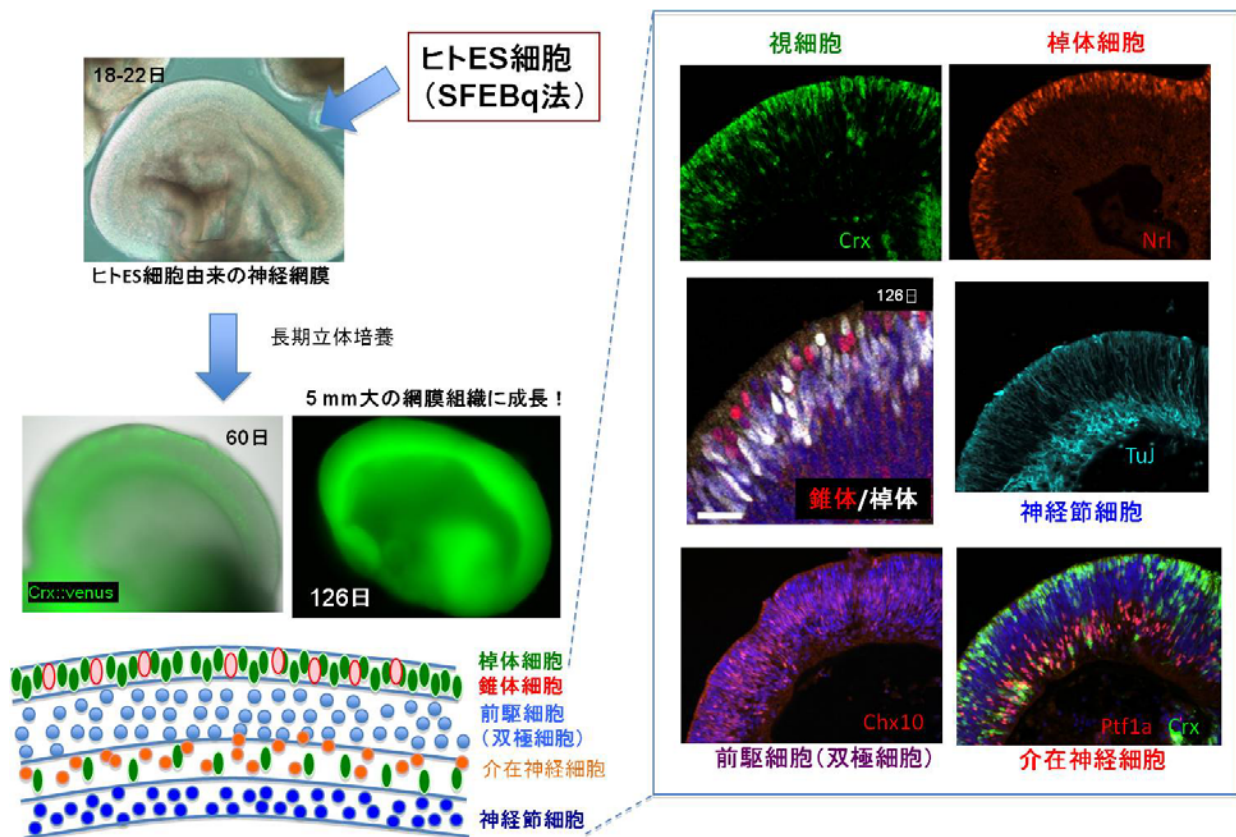 18-22日
ヒトES細胞
（SFEBq法）
ヒトES細胞由来の神経網膜
長期立体培養
5 mm大の網膜組織に成長！
60日
Crx::venus
126日
棹体細胞
錐体細胞
前駆細胞
（双極細胞）
介在神経細胞
神経節細胞
視細胞
棹体細胞
Crx
Nrl
126日
錐体/棹体
TuJ
神経節細胞
Chx10
Ptf1a Crx
前駆細胞（双極細胞）
介在神経細胞